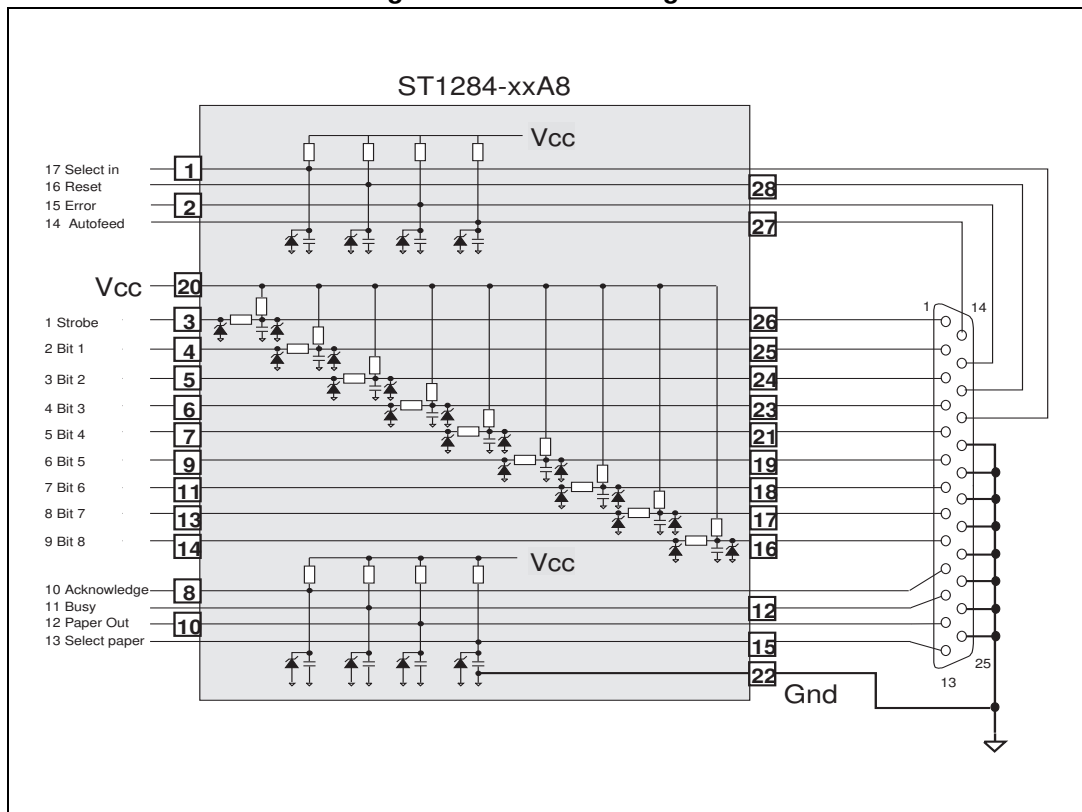 ST1284-xxA8
Vcc
17 Select in 1
16 Reset 28
15 Error 2
14 Autofeed 27
Vcc 20
1 14
1 Strobe 3 26
2 Bit 1 4 25
3 Bit 2 5 24
4 Bit 3 6 23
5 Bit 4 7 21
6 Bit 5 9 19
7 Bit 6 11 18
8 Bit 7 13 17
9 Bit 8 14 16
Vcc
10 Acknowledge 8
11 Busy 12
12 Paper Out 10
13 Select paper 15
25
13
22
Gnd